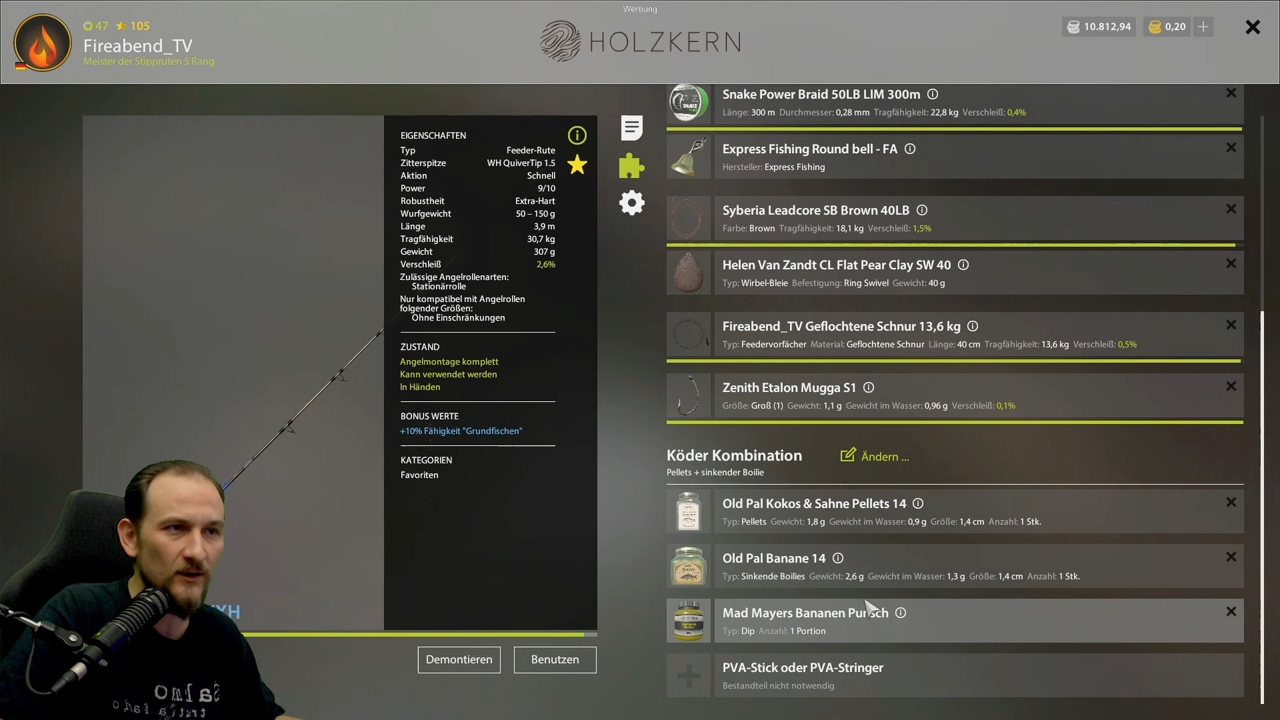 Werbung
47 105
Fireabend_TV
Meister der Stippruten 5 Rang
HOLZKERN
10.812,94
0,20
EIGENSCHAFTEN
Typ Feeder-Rute
Zitterspitze WH QuiverTip 1.5
Aktion Schnell
Power 9/10
Robustheit Extra-Hart
Wurfgewicht 50 – 150 g
Länge 3,9 m
Tragfähigkeit 30,7 kg
Gewicht 307 g
Verschleiß 2,6%
Zulässige Angelrollenarten:
Stationärrolle
Nur kompatibel mit Angelrollen
folgender Größen:
Ohne Einschränkungen
ZUSTAND
Angelmontage komplett
Kann verwendet werden
In Händen
BONUS WERTE
+10% Fähigkeit "Grundfischen"
KATEGORIEN
Favoriten
Demontieren
Benutzen
Snake Power Braid 50LB LIM 300m
Länge: 300 m Durchmesser: 0,28 mm Tragfähigkeit: 22,8 kg Verschleiß: 0,4%
Express Fishing Round bell - FA
Hersteller: Express Fishing
Syberia Leadcore SB Brown 40LB
Farbe: Brown Tragfähigkeit: 18,1 kg Verschleiß: 1,5%
Helen Van Zandt CL Flat Pear Clay SW 40
Typ: Wirbel-Bleie Befestigung: Ring Swivel Gewicht: 40 g
Fireabend_TV Geflochtene Schnur 13,6 kg
Typ: Feedervorfächer Material: Geflochtene Schnur Länge: 40 cm Tragfähigkeit: 13,6 kg Verschleiß: 0,5%
Zenith Etalon Mugga S1
Größe: Groß (1) Gewicht: 1,1 g Gewicht im Wasser: 0,96 g Verschleiß: 0,1%
Köder Kombination Ändern ...
Pellets + sinkender Boilie
Old Pal Kokos & Sahne Pellets 14
Typ: Pellets Gewicht: 1,8 g Gewicht im Wasser: 0,9 g Größe: 1,4 cm Anzahl: 1 Stk.
Old Pal Banane 14
Typ: Sinkende Boilies Gewicht: 2,6 g Gewicht im Wasser: 1,3 g Größe: 1,4 cm Anzahl: 1 Stk.
Mad Mayers Bananen Punsch
Typ: Dip Anzahl: 1 Portion
PVA-Stick oder PVA-Stringer
Bestandteil nicht notwendig